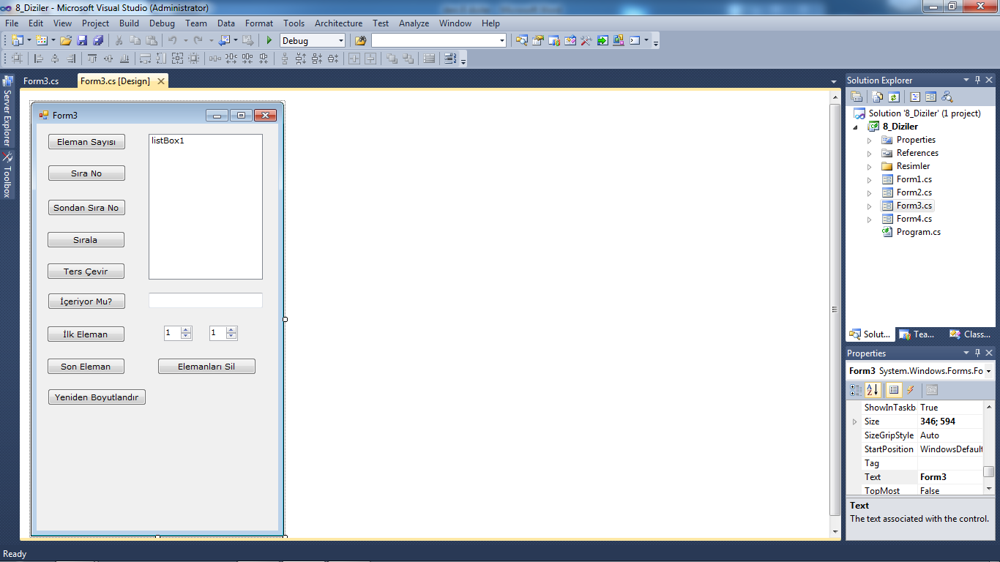 8_Diziler - Microsoft Visual Studio (Administrator)
File Edit View Project Build Debug Team Data Format Tools Architecture Test Analyze Window Help
Debug
Form3.cs Form3.cs [Design]
Server Explorer
Toolbox
Form3
Eleman Sayısı
listBox1
Sıra No
Sondan Sıra No
Sırala
Ters Çevir
İçeriyor Mu?
İlk Eleman
1 1
Son Eleman
Elemanları Sil
Yeniden Boyutlandır
Solution Explorer
Solution '8_Diziler' (1 project)
8_Diziler
Properties
References
Resimler
Form1.cs
Form2.cs
Form3.cs
Form4.cs
Program.cs
Solut... Tea... Class...
Properties
Form3 System.Windows.Forms.Fo
ShowInTaskb True
Size 346; 594
SizeGripStyle Auto
StartPosition WindowsDefault
Tag
Text Form3
TopMost False
Text
The text associated with the control.
Ready